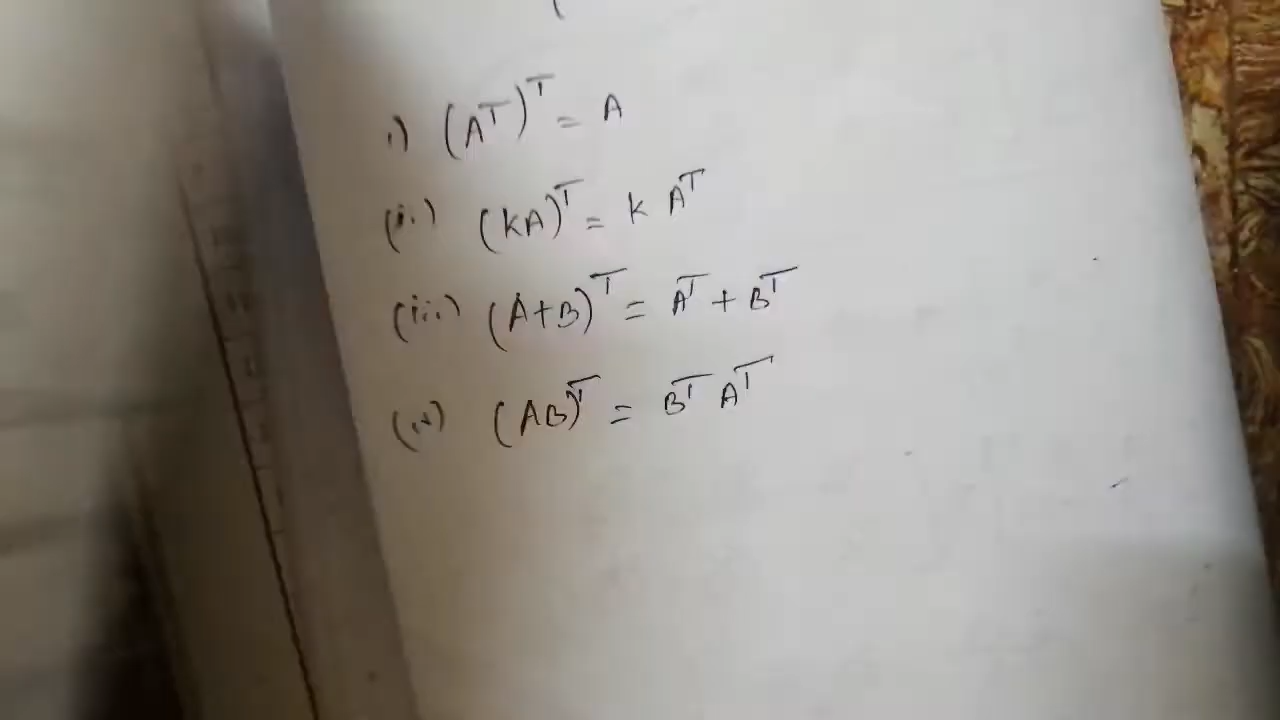 i) (A^T)^T = A
(ii) (KA)^T = K A^T
(iii) (A+B)^T = A^T + B^T
(iv) (AB)^T = B^T A^T